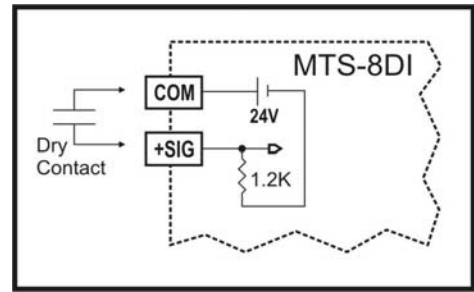 MTS-8DI
COM
24V
+SIG
Dry
Contact
1.2K